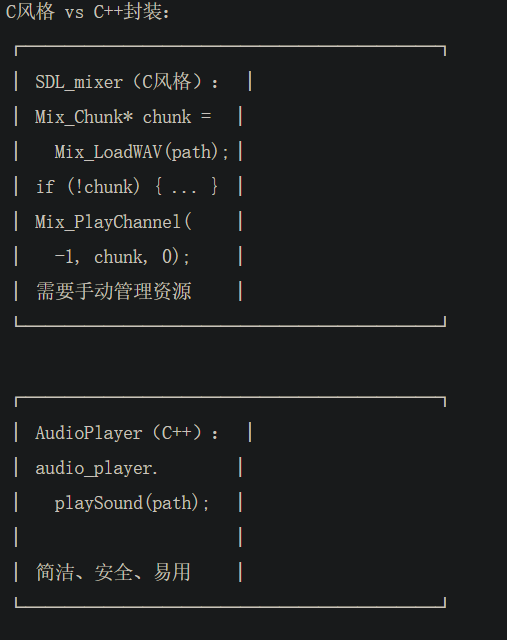 C风格 vs C++封装：
┌─────────────────────┐
│ SDL_mixer（C风格）： │
│ Mix_Chunk* chunk = │
│   Mix_LoadWAV(path);│
│ if (!chunk) { ... } │
│ Mix_PlayChannel( │
│   -1, chunk, 0); │
│ 需要手动管理资源 │
└─────────────────────┘
┌─────────────────────┐
│ AudioPlayer（C++）： │
│ audio_player. │
│   playSound(path); │
│ │
│ 简洁、安全、易用 │
└─────────────────────┘